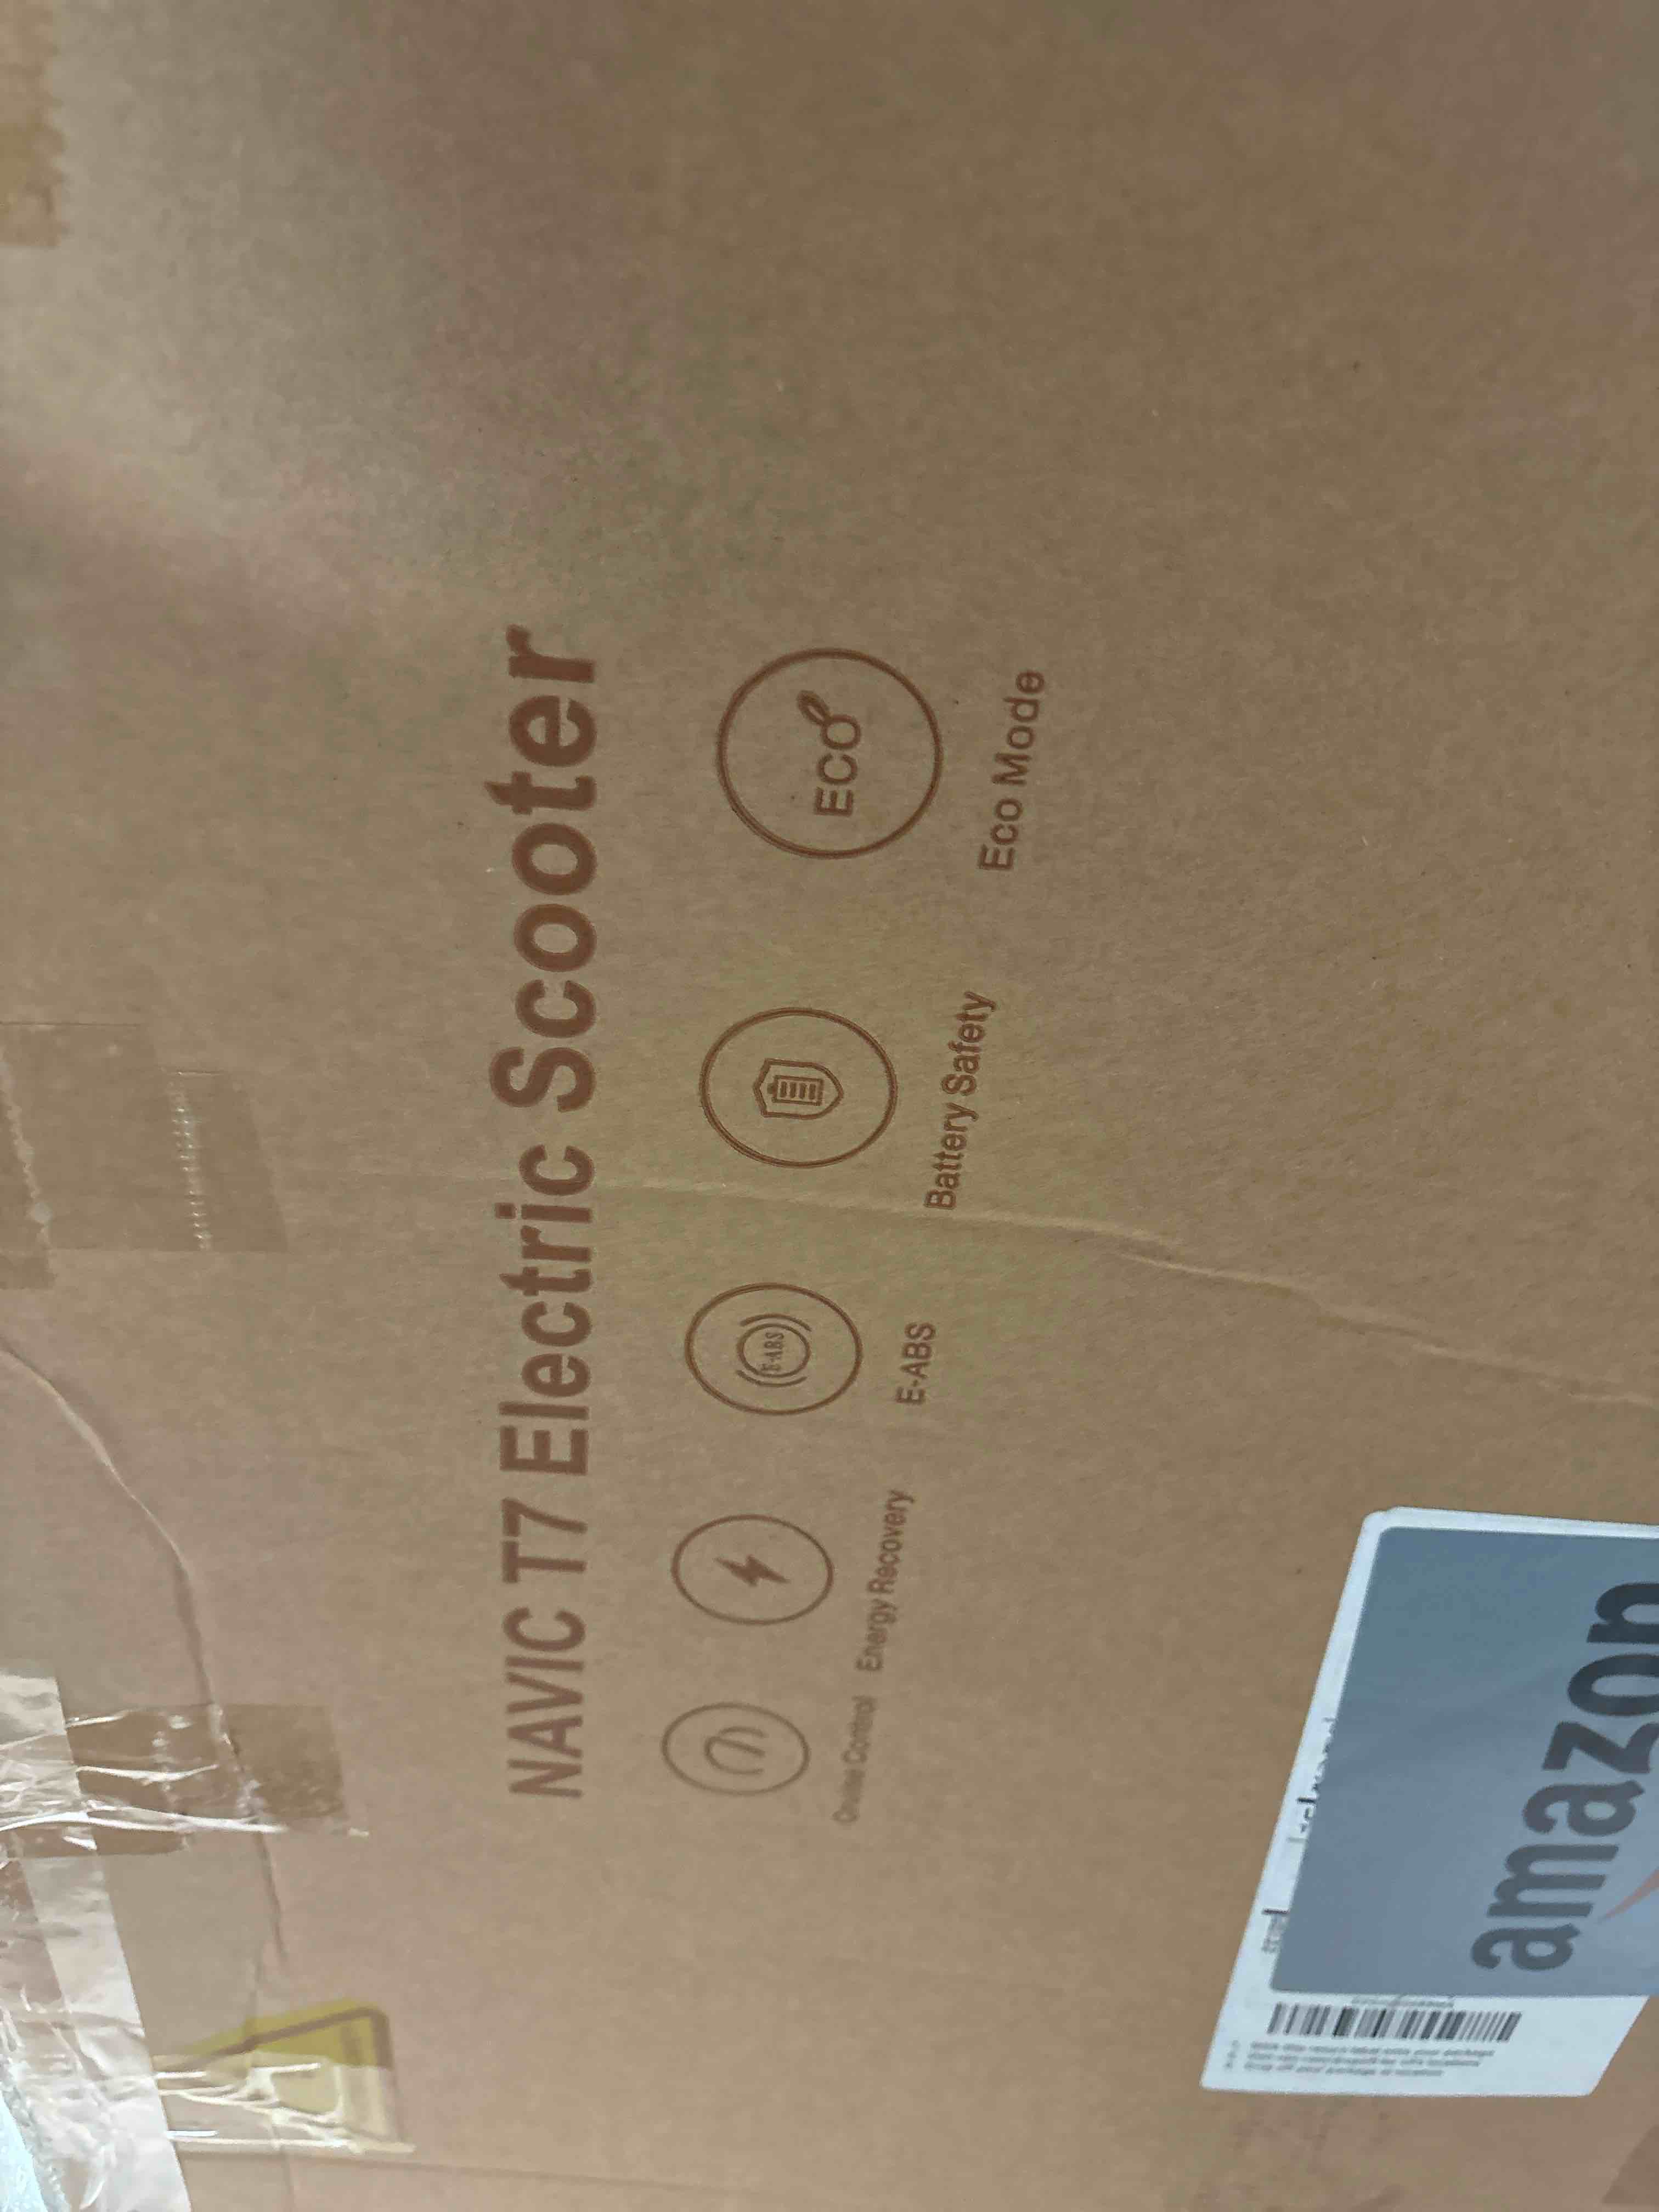 NAVIC T7 Electric Scooter
E-ABS
ECO
Cruise Control
Energy Recovery
E-ABS
Battery Safety
Eco Mode
amazon